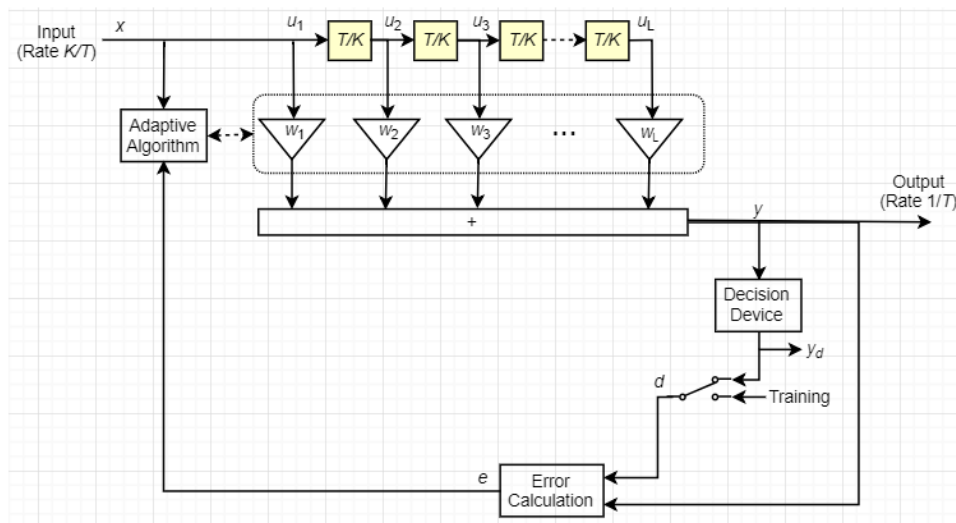 Input
(Rate K/T)
x
u1
T/K
u2
T/K
u3
T/K
T/K
uL
Adaptive
Algorithm
w1
w2
w3
...
wL
+
y
Output
(Rate 1/T)
Decision
Device
yd
d
Training
e
Error
Calculation